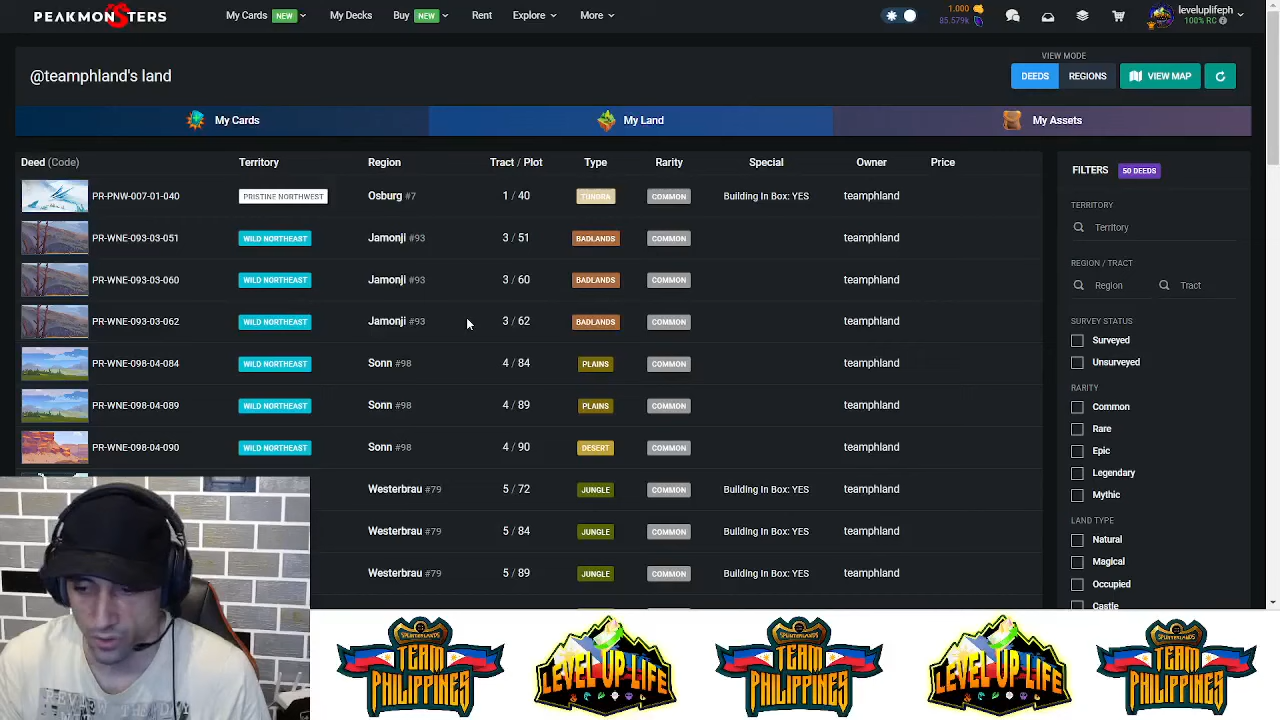 PEAKMONSTERS My Cards NEW My Decks Buy NEW Rent Explore More 1.000 85.579k leveluplifeph 100% RC
@teamphland's land
VIEW MODE
DEEDS REGIONS VIEW MAP
My Cards My Land My Assets
Deed (Code) Territory Region Tract / Plot Type Rarity Special Owner Price
PR-PNW-007-01-040 PRISTINE NORTHWEST Osburg #7 1 / 40 TUNDRA COMMON Building In Box: YES teamphland
PR-WNE-093-03-051 WILD NORTHEAST Jamonji #93 3 / 51 BADLANDS COMMON teamphland
PR-WNE-093-03-060 WILD NORTHEAST Jamonji #93 3 / 60 BADLANDS COMMON teamphland
PR-WNE-093-03-062 WILD NORTHEAST Jamonji #93 3 / 62 BADLANDS COMMON teamphland
PR-WNE-098-04-084 WILD NORTHEAST Sonn #98 4 / 84 PLAINS COMMON teamphland
PR-WNE-098-04-089 WILD NORTHEAST Sonn #98 4 / 89 PLAINS COMMON teamphland
PR-WNE-098-04-090 WILD NORTHEAST Sonn #98 4 / 90 DESERT COMMON teamphland
Westerbrau #79 5 / 72 JUNGLE COMMON Building In Box: YES teamphland
Westerbrau #79 5 / 84 JUNGLE COMMON Building In Box: YES teamphland
Westerbrau #79 5 / 89 JUNGLE COMMON Building In Box: YES teamphland
FILTERS 50 DEEDS
TERRITORY
Territory
REGION / TRACT
Region Tract
SURVEY STATUS
Surveyed
Unsurveyed
RARITY
Common
Rare
Epic
Legendary
Mythic
LAND TYPE
Natural
Magical
Occupied
Castle
SPLINTERLANDS TEAM PHILIPPINES
LEVEL UP LIFE
SPLINTERLANDS TEAM PHILIPPINES
LEVEL UP LIFE
SPLINTERLANDS TEAM PHILIPPINES